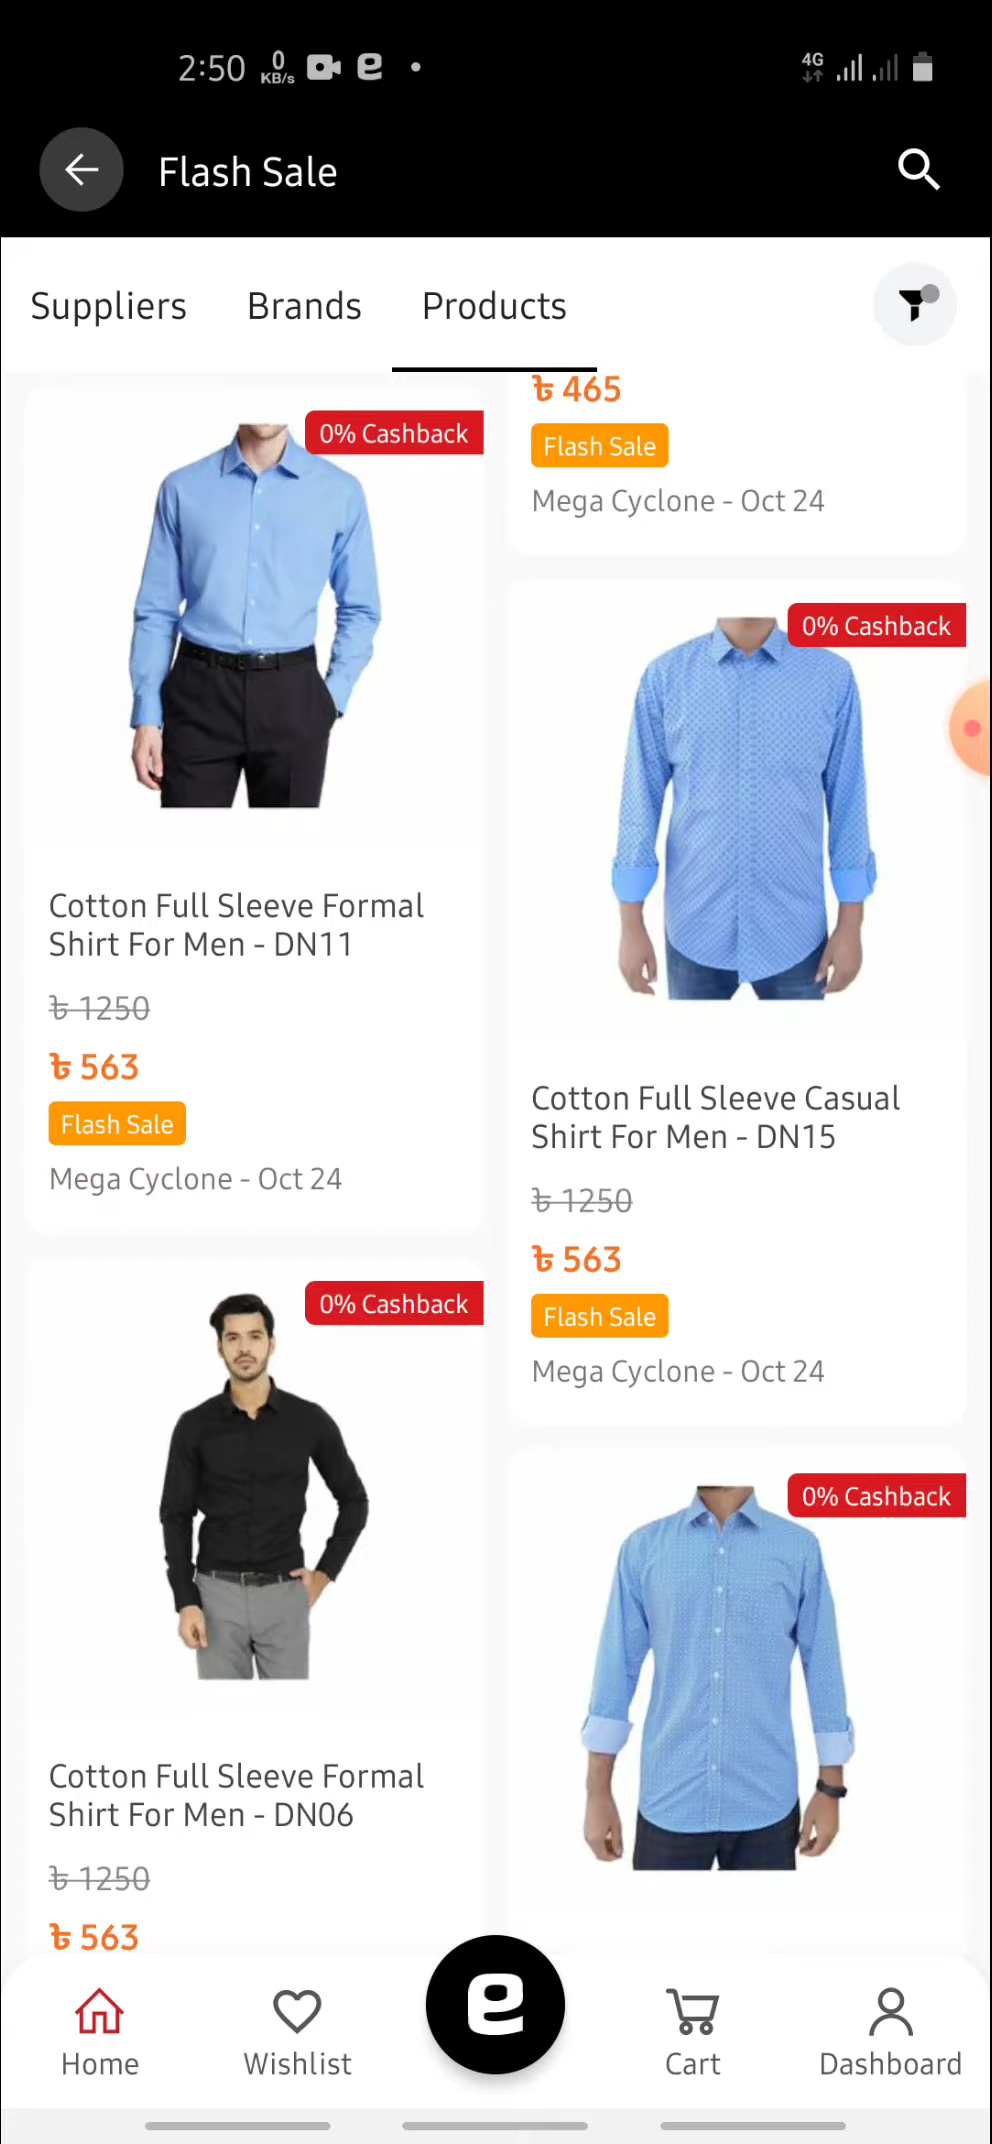 2:50
0
KB/s
4G
Flash Sale
Suppliers
Brands
Products
0% Cashback
Cotton Full Sleeve Formal
Shirt For Men - DN11
৳ 1250
৳ 563
Flash Sale
Mega Cyclone - Oct 24
0% Cashback
Cotton Full Sleeve Formal
Shirt For Men - DN06
৳ 1250
৳ 563
৳ 465
Flash Sale
Mega Cyclone - Oct 24
0% Cashback
Cotton Full Sleeve Casual
Shirt For Men - DN15
৳ 1250
৳ 563
Flash Sale
Mega Cyclone - Oct 24
0% Cashback
Home
Wishlist
e
Cart
Dashboard